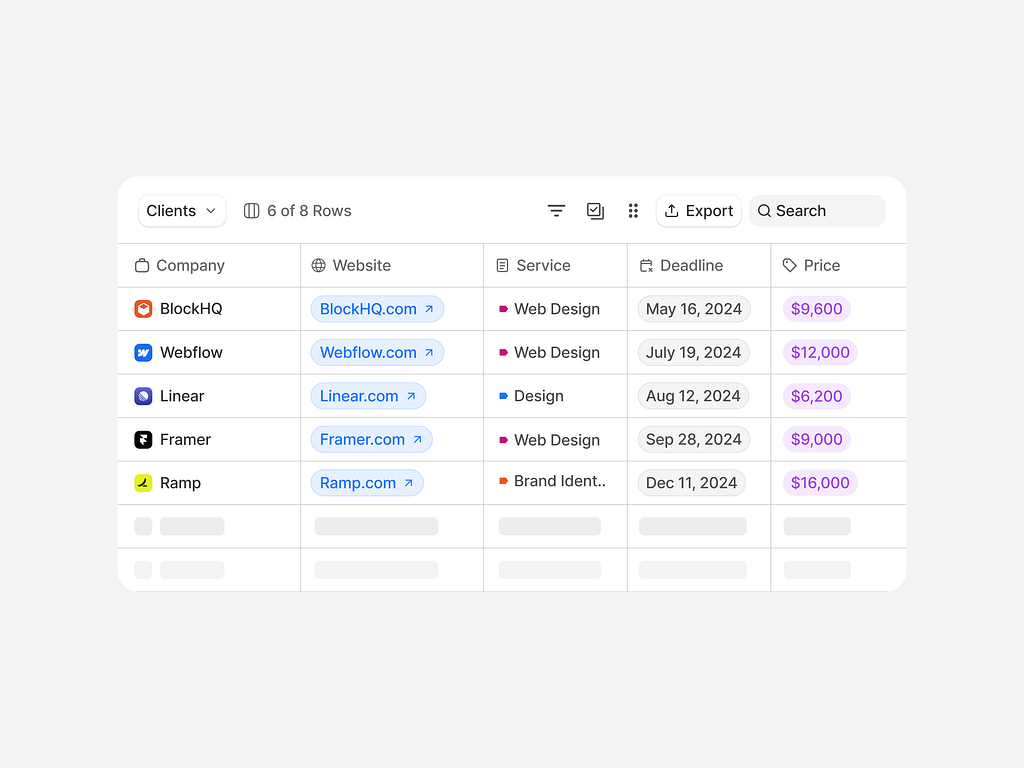 Clients 6 of 8 Rows Export Search
Company Website Service Deadline Price
BlockHQ BlockHQ.com Web Design May 16, 2024 $9,600
Webflow Webflow.com Web Design July 19, 2024 $12,000
Linear Linear.com Design Aug 12, 2024 $6,200
Framer Framer.com Web Design Sep 28, 2024 $9,000
Ramp Ramp.com Brand Ident.. Dec 11, 2024 $16,000